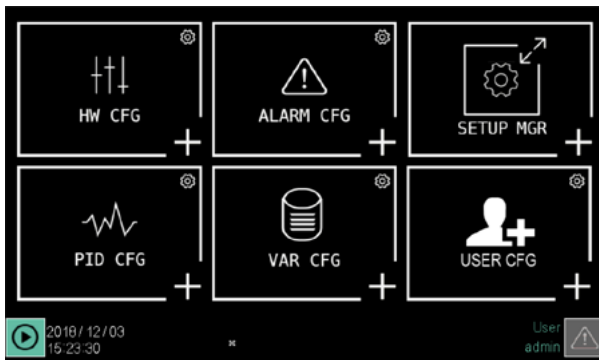 HW CFG
ALARM CFG
SETUP MGR
PID CFG
VAR CFG
USER CFG
2018/12/03
15:23:30
User
admin